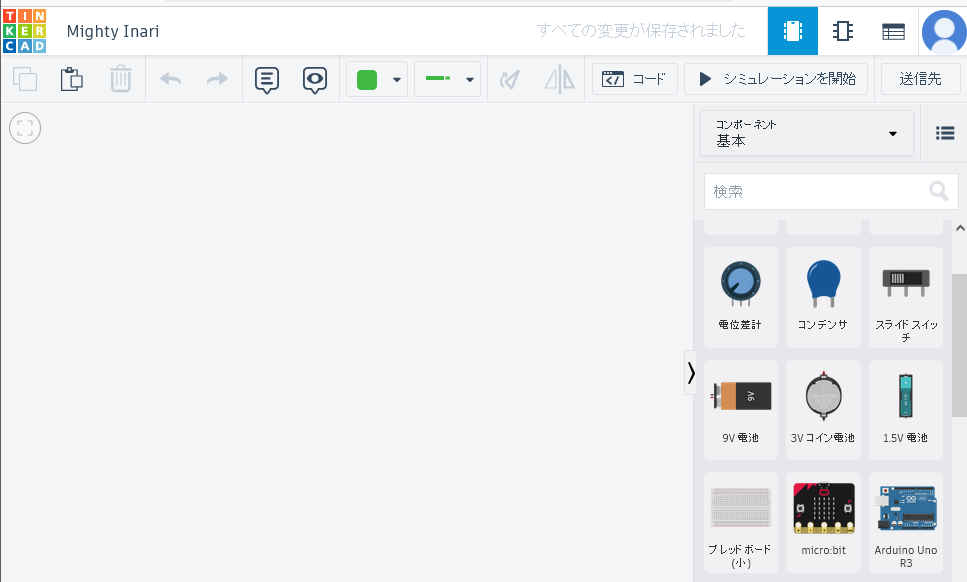 TIN
KER
CAD
Mighty Inari
すべての変更が保存されました
コード
シミュレーションを開始
送信先
コンポーネント
基本
検索
電位差計
コンデンサ
スライド スイッ
チ
9V
9V 電池
3V コイン電池
1.5V 電池
ブレッドボード
(小)
micro:bit
Arduino Uno
R3